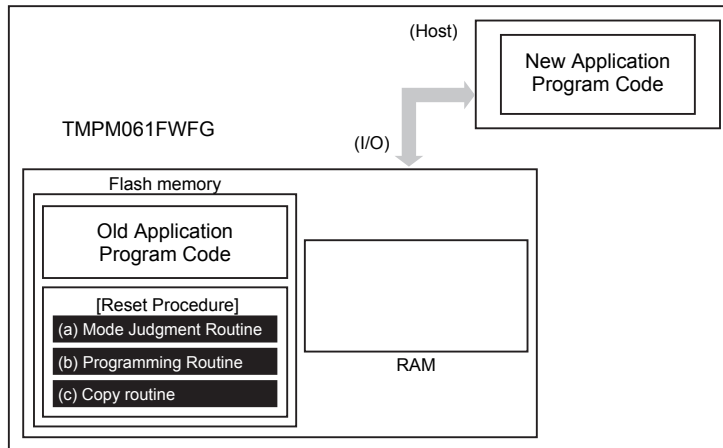 (Host)
New Application
Program Code
TMPM061FWFG
(I/O)
Flash memory
Old Application
Program Code
[Reset Procedure]
(a) Mode Judgment Routine
(b) Programming Routine
(c) Copy routine
RAM